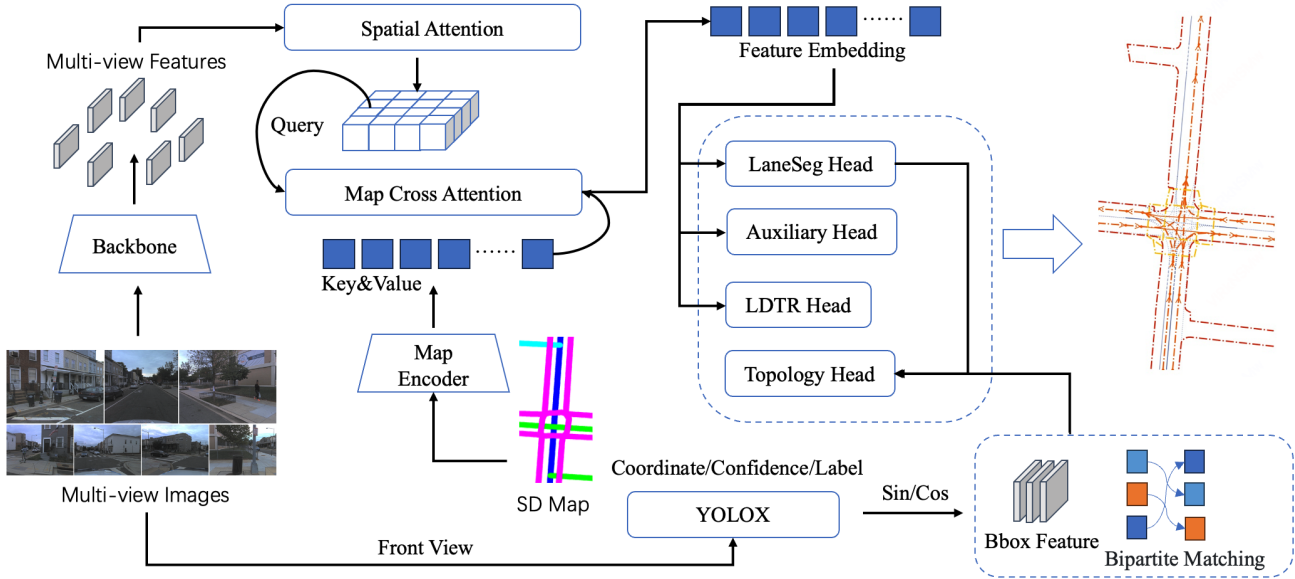 Spatial Attention
Multi-view Features
Feature Embedding
Query
LaneSeg Head
Map Cross Attention
Backbone
Auxiliary Head
Key&Value
LDTR Head
Map
Encoder
Topology Head
Coordinate/Confidence/Label
Multi-view Images
SD Map
YOLOX
Sin/Cos
Front View
Bbox Feature
Bipartite Matching